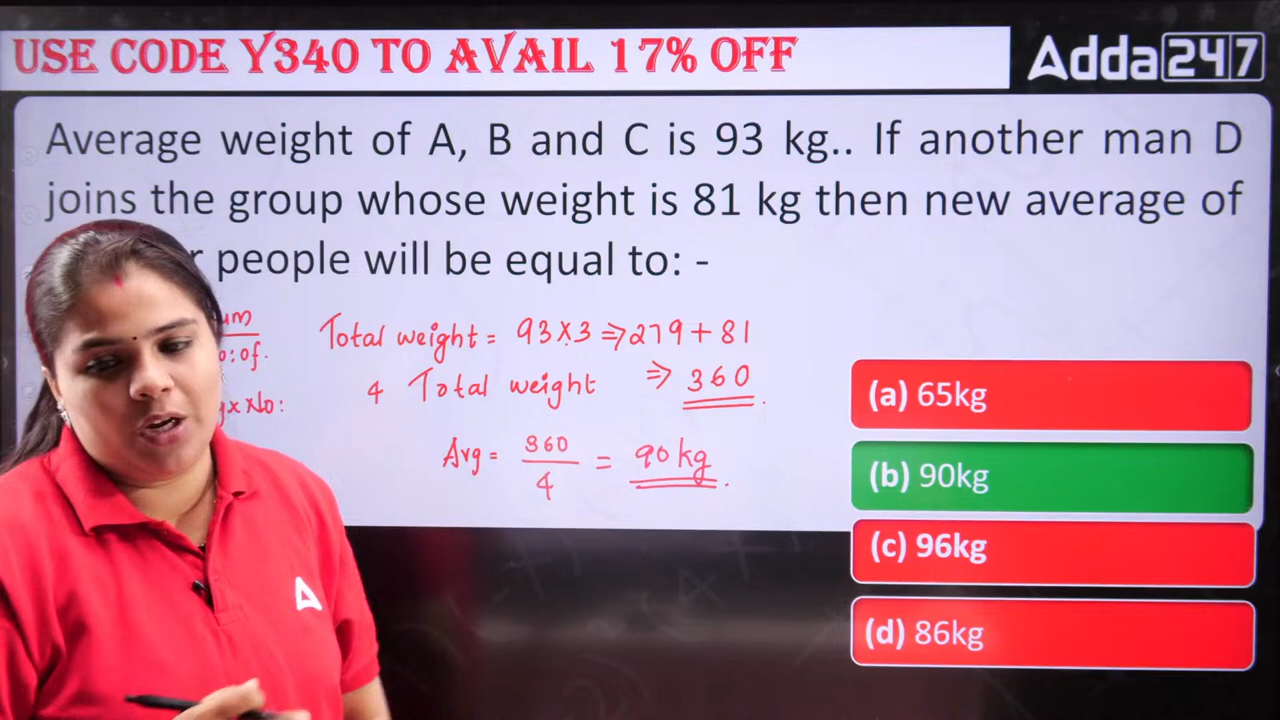 USE CODE Y340 TO AVAIL 17% OFF
Adda247
Average weight of A, B and C is 93 kg.. If another man D
joins the group whose weight is 81 kg then new average of
people will be equal to: -
Total weight = 93×3 ⇒ 279 + 81
4 Total weight ⇒ 360
Avg = 360/4 = 90 kg.
(a) 65kg
(b) 90kg
(c) 96kg
(d) 86kg